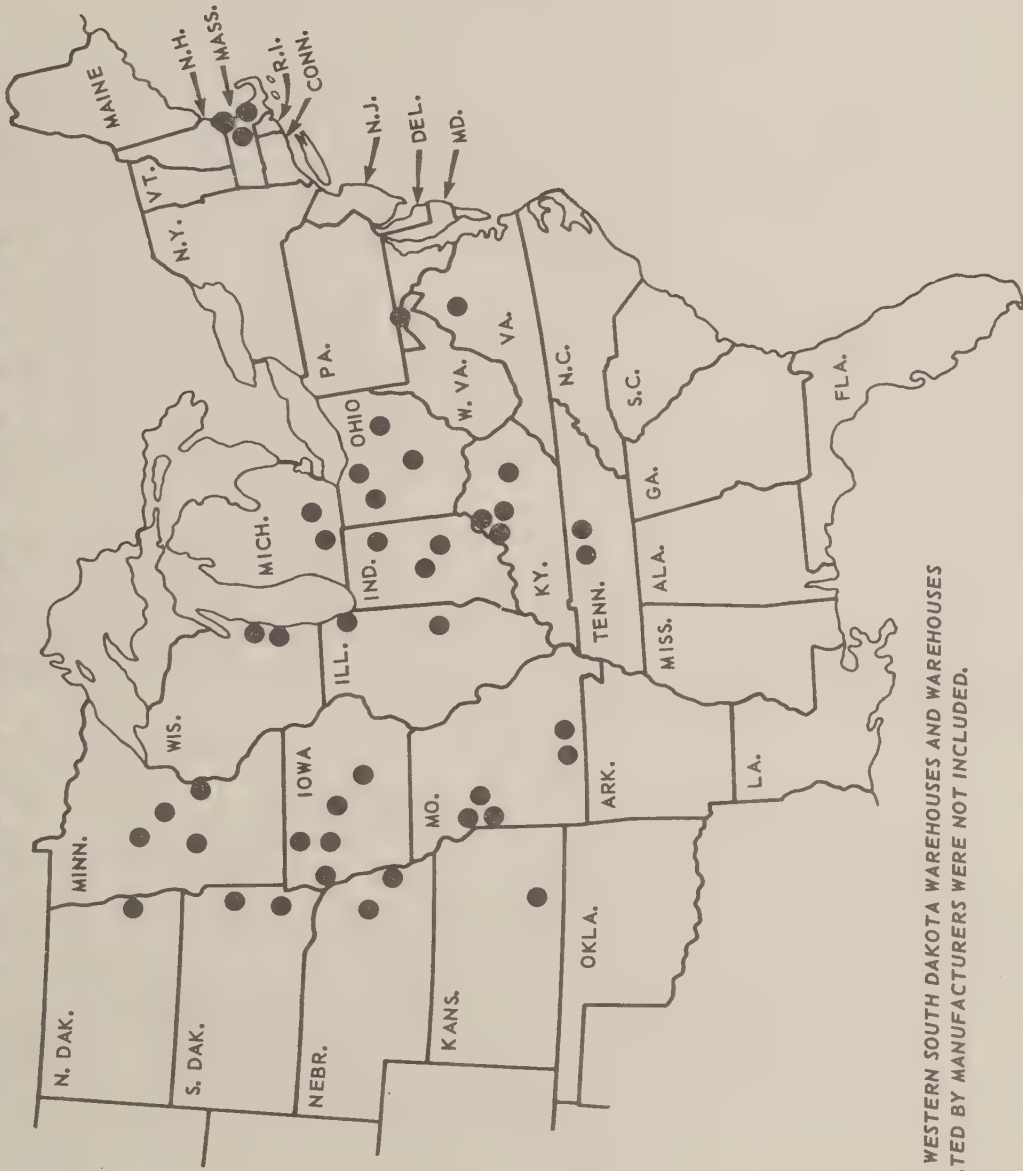 MAINE
N.H.
MASS.
R.I.
CONN.
VT.
N.Y.
N.J.
DEL.
MD.
PA.
OHIO
W. VA.
VA.
N.C.
S.C.
GA.
FLA.
MICH.
IND.
KY.
TENN.
ALA.
MISS.
WIS.
ILL.
MINN.
IOWA
MO.
ARK.
LA.
N. DAK.
S. DAK.
NEBR.
KANS.
OKLA.
WESTERN SOUTH DAKOTA WAREHOUSES AND WAREHOUSES
TED BY MANUFACTURERS WERE NOT INCLUDED.